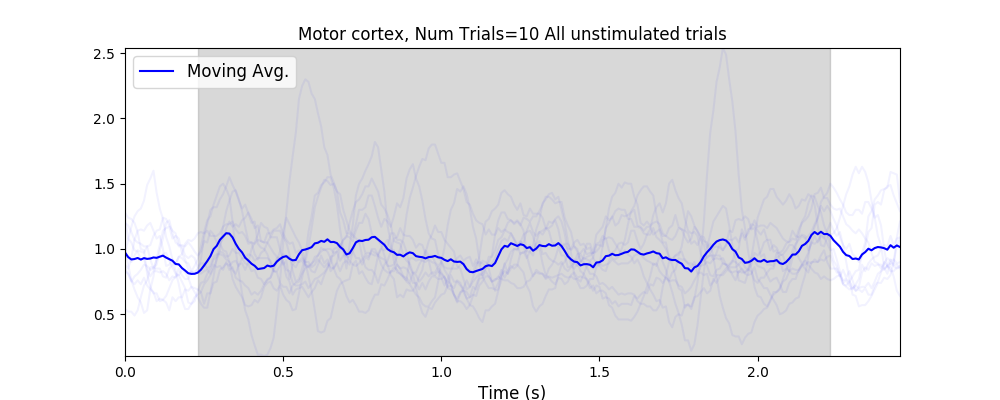 Motor cortex, Num Trials=10 All unstimulated trials
Moving Avg.
2.5
2.0
1.5
1.0
0.5
0.0 0.5 1.0 1.5 2.0
Time (s)